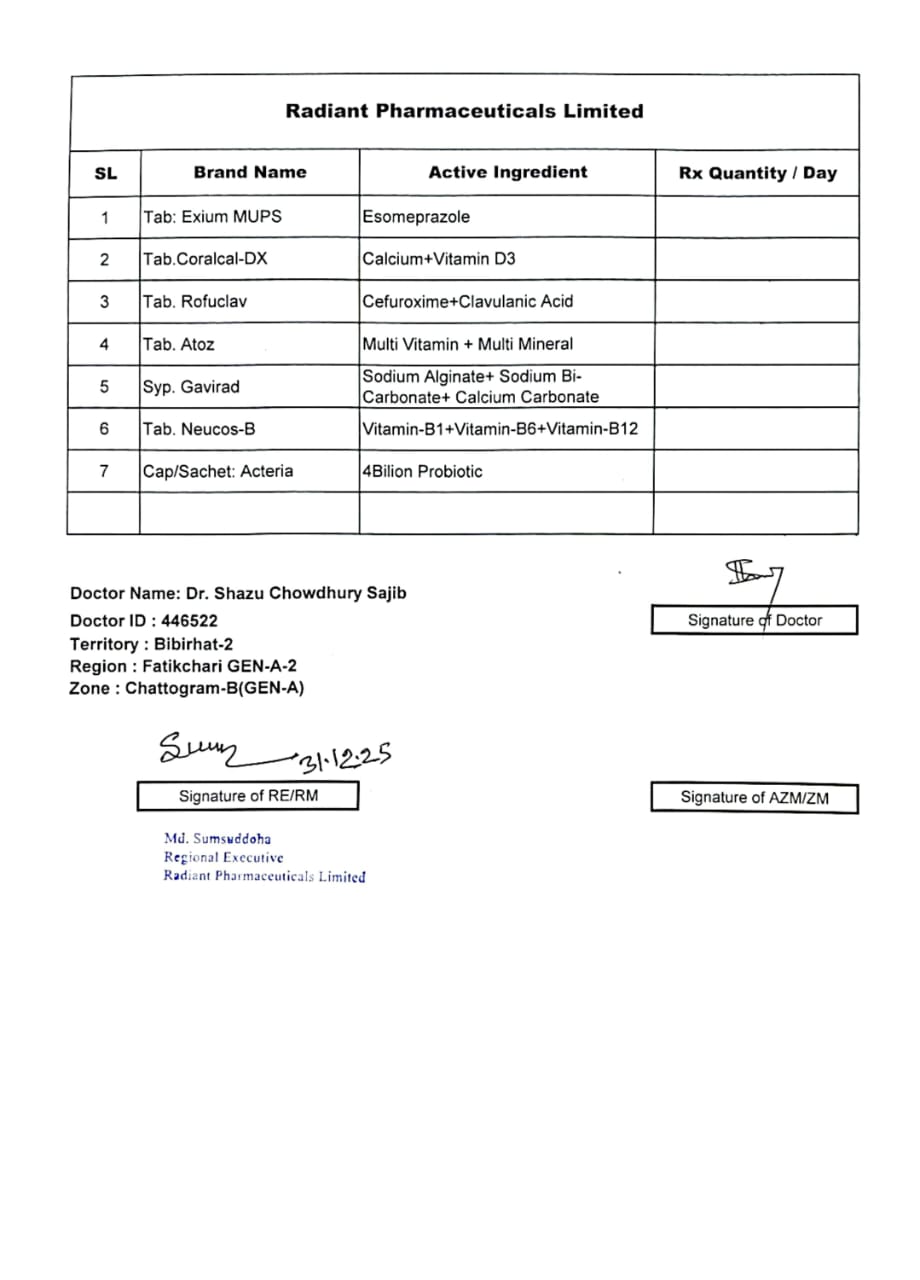 Radiant Pharmaceuticals Limited
SL Brand Name Active Ingredient Rx Quantity / Day
1 Tab: Exium MUPS Esomeprazole
2 Tab.Coralcal-DX Calcium+Vitamin D3
3 Tab. Rofuclav Cefuroxime+Clavulanic Acid
4 Tab. Atoz Multi Vitamin + Multi Mineral
5 Syp. Gavirad Sodium Alginate+ Sodium Bi-
Carbonate+ Calcium Carbonate
6 Tab. Neucos-B Vitamin-B1+Vitamin-B6+Vitamin-B12
7 Cap/Sachet: Acteria 4Bilion Probiotic
Doctor Name: Dr. Shazu Chowdhury Sajib
Doctor ID : 446522
Territory : Bibirhat-2
Region : Fatikchari GEN-A-2
Zone : Chattogram-B(GEN-A)
Signature of Doctor
31.12.25
Signature of RE/RM
Signature of AZM/ZM
Md. Sumsuddoha
Regional Executive
Radiant Pharmaceuticals Limited